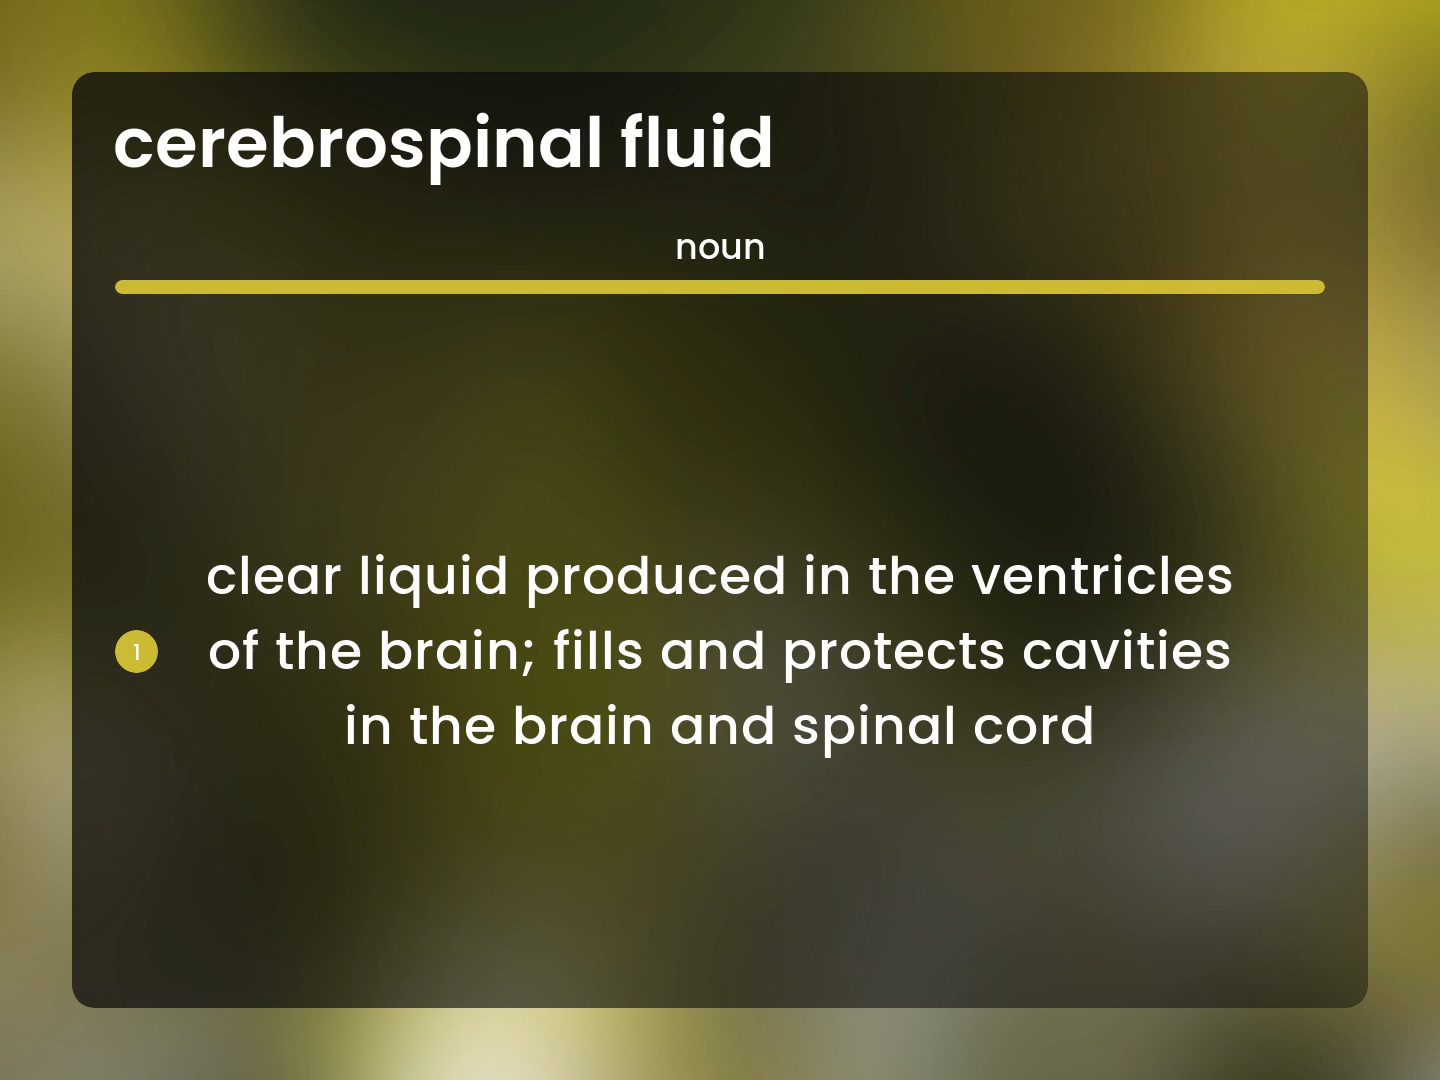 cerebrospinal fluid
noun
clear liquid produced in the ventricles
1 of the brain; fills and protects cavities
in the brain and spinal cord